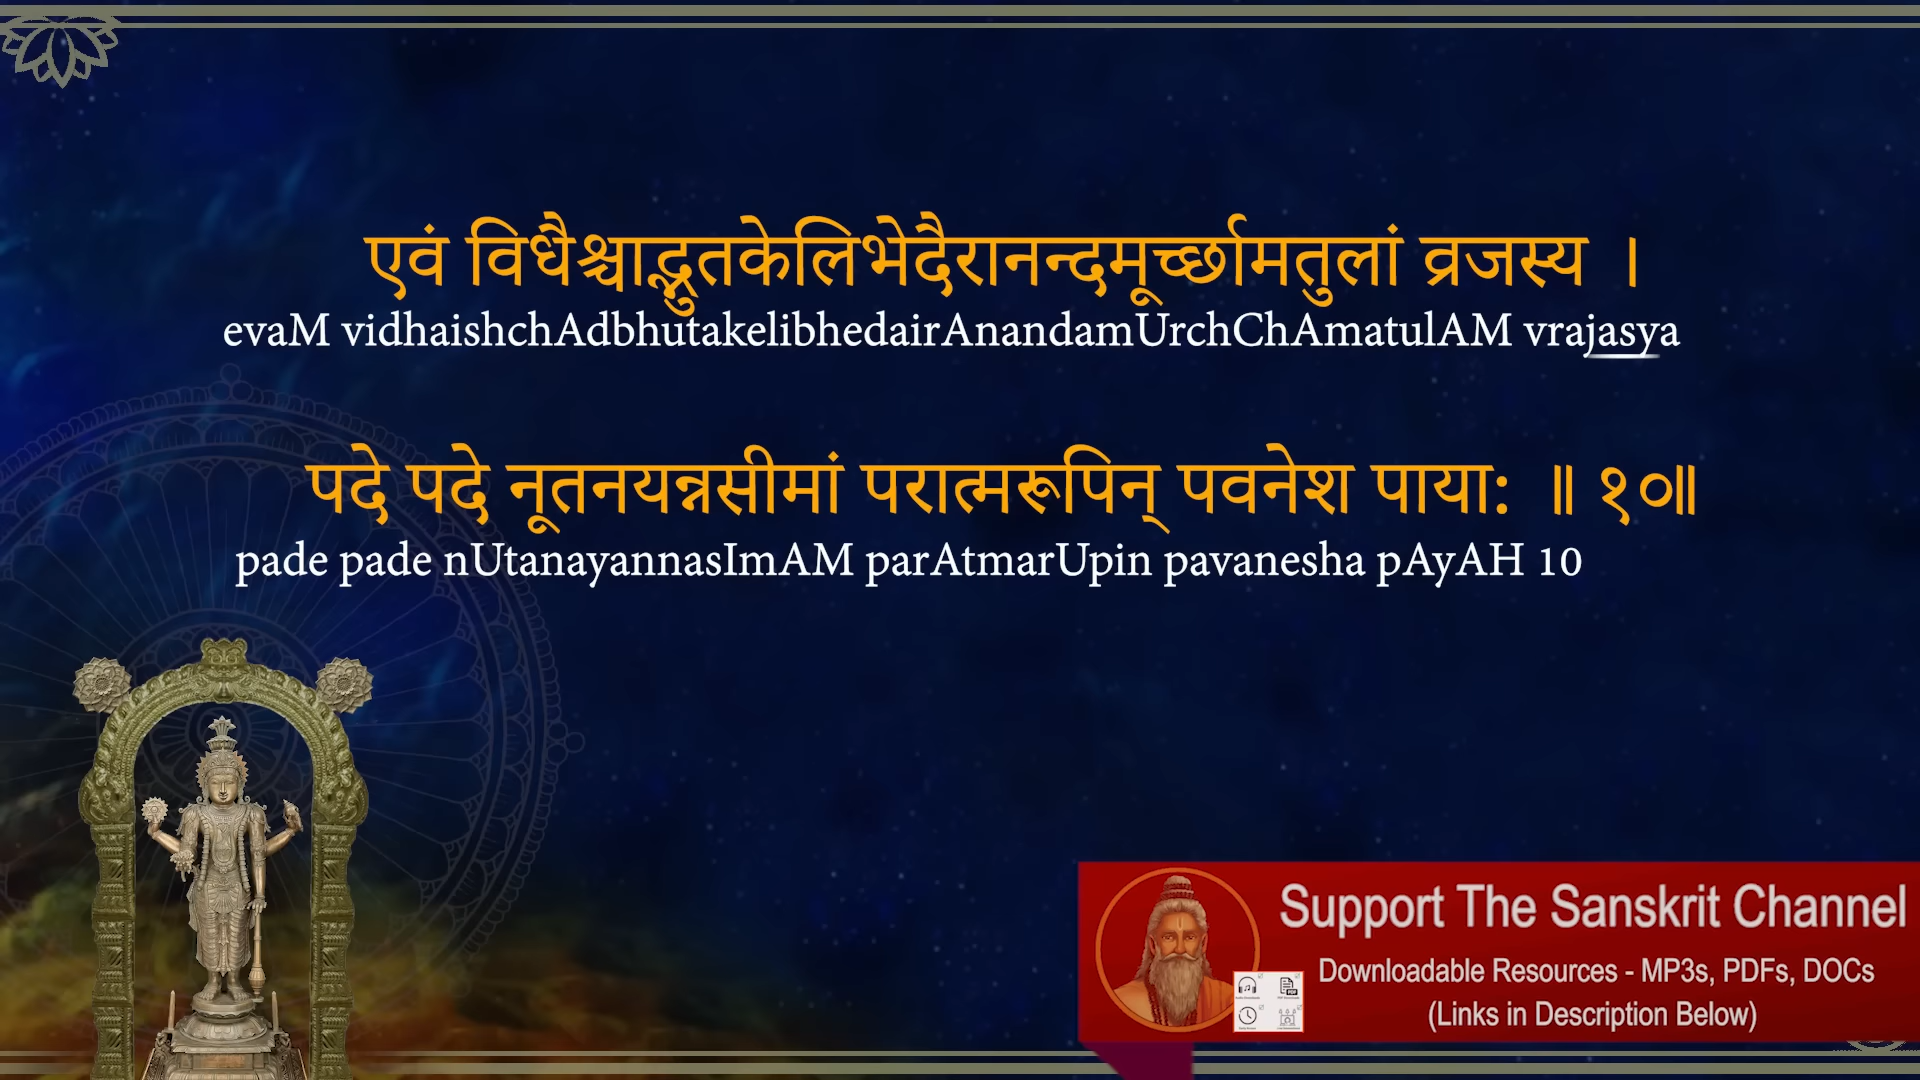 एवं विधैश्चाद्भुतकेलिभेदैरानन्दमूर्च्छामतुलां व्रजस्य ।
evaM vidhaishchAdbhutakelibhedairAnandamUrchChAmatulAM vrajasya
पदे पदे नूतनयन्नसीमां परात्मरूपिन् पवनेश पायाः ॥ १०॥
pade pade nUtanayannasImAM parAtmarUpin pavanesha pAyAH 10
Support The Sanskrit Channel
Downloadable Resources - MP3s, PDFs, DOCs
(Links in Description Below)